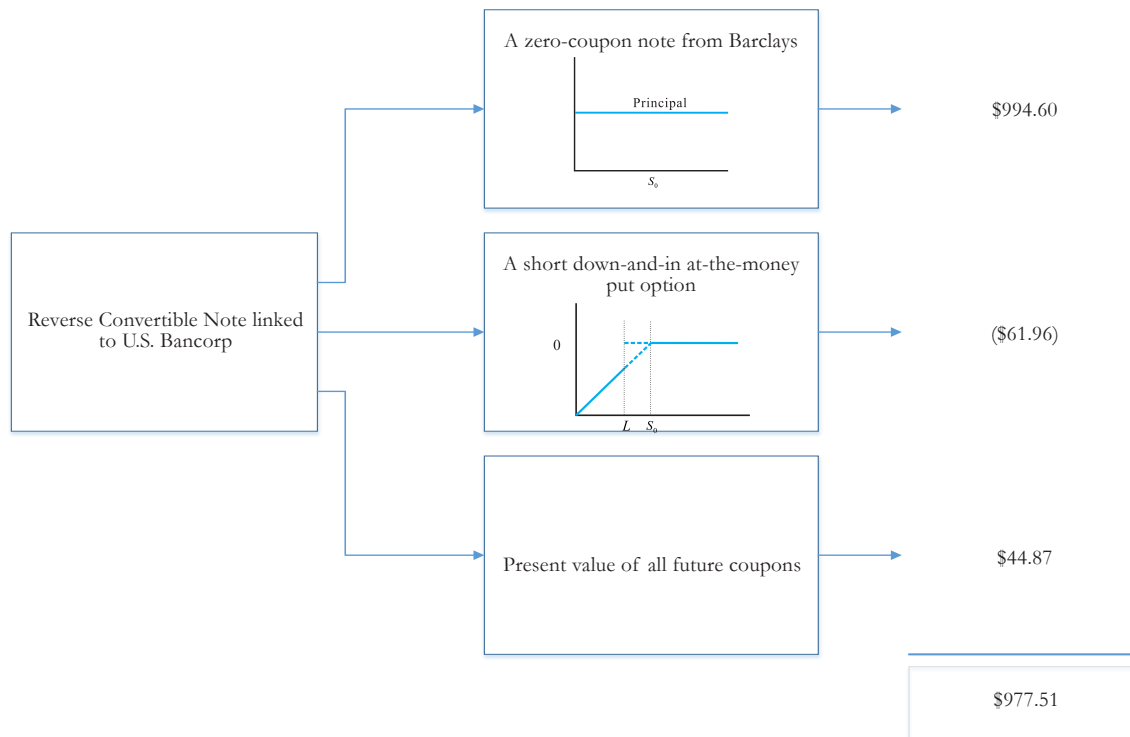 A zero-coupon note from Barclays
Principal
S₀
$994.60
Reverse Convertible Note linked
to U.S. Bancorp
A short down-and-in at-the-money
put option
0
L S₀
($61.96)
Present value of all future coupons
$44.87
$977.51